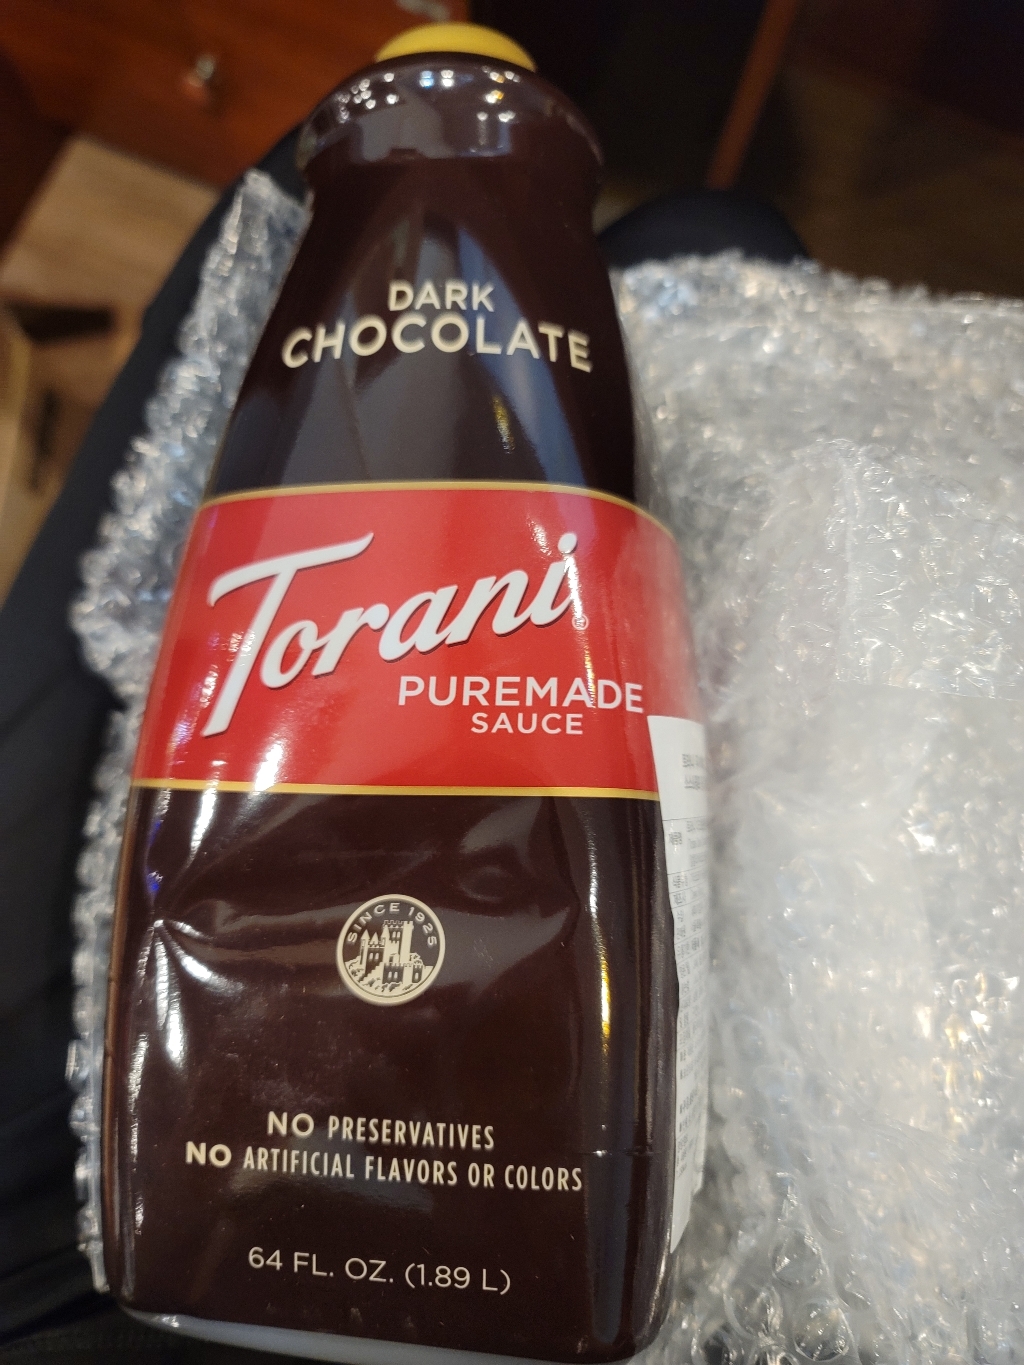 DARK
CHOCOLATE
Torani®
PUREMADE
SAUCE
SINCE 1925
NO PRESERVATIVES
NO ARTIFICIAL FLAVORS OR COLORS
64 FL. OZ. (1.89 L)